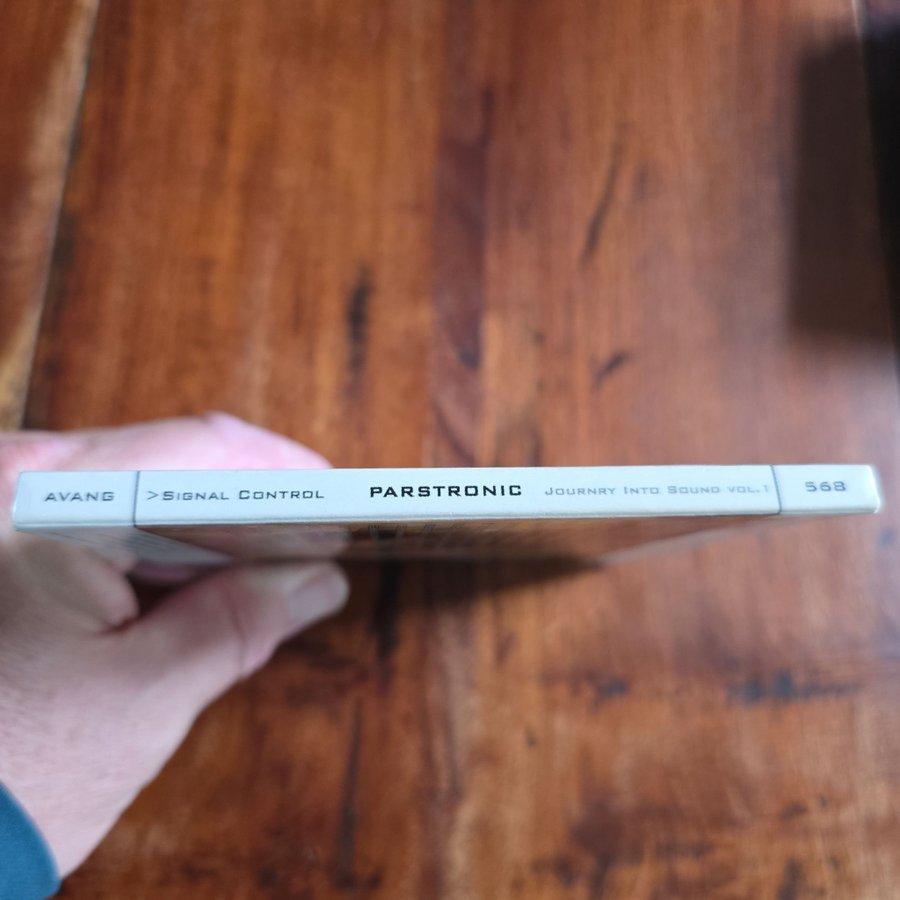 AVANG >SIGNAL CONTROL PARSTRONIC JOURNRY INTO SOUND VOL.1 568